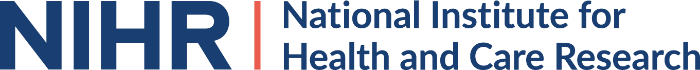 NIHR
National Institute for
Health and Care Research